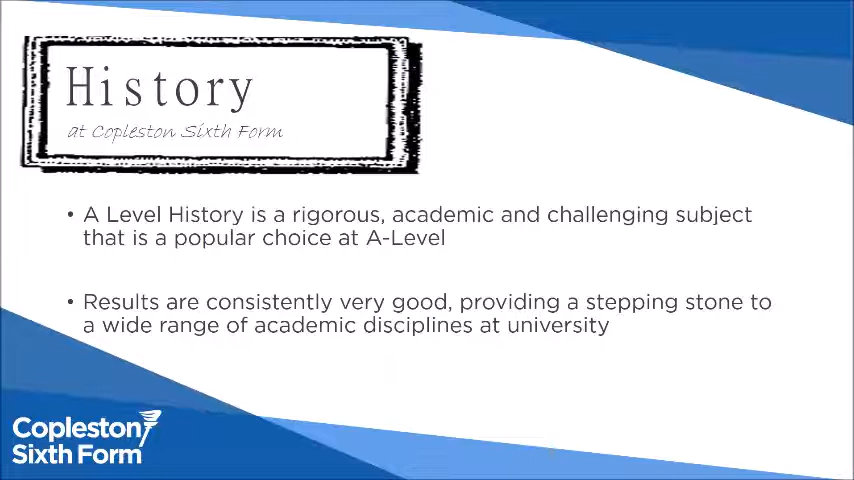 History
at Copleston Sixth Form
• A Level History is a rigorous, academic and challenging subject
that is a popular choice at A-Level
• Results are consistently very good, providing a stepping stone to
a wide range of academic disciplines at university
Copleston
Sixth Form